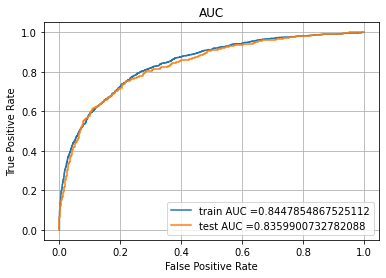 AUC
1.0
0.8
0.6
0.4
0.2
0.0
True Positive Rate
train AUC =0.8447854867525112
test AUC =0.8359900732782088
0.0 0.2 0.4 0.6 0.8 1.0
False Positive Rate